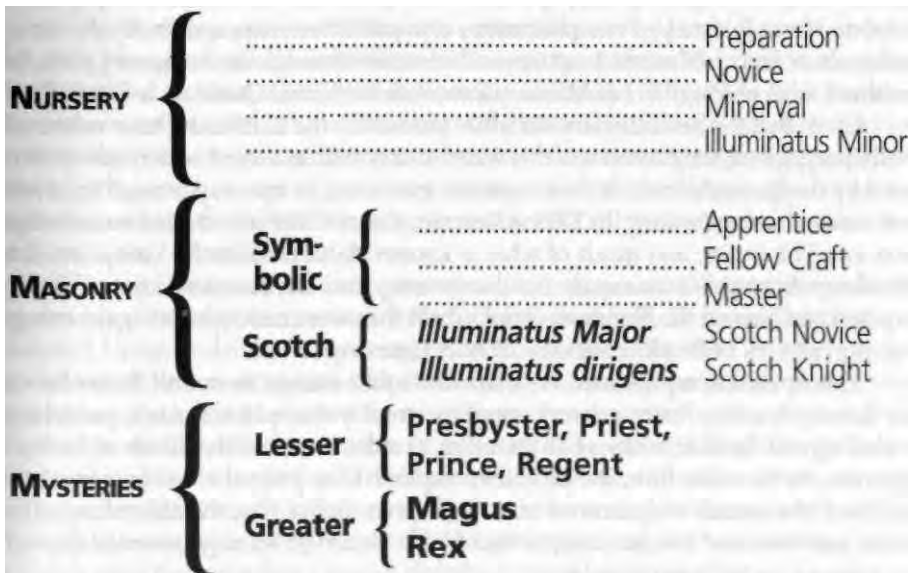 NURSERY
Preparation
Novice
Minerval
Illuminatus Minor
MASONRY
Sym-
bolic
Apprentice
Fellow Craft
Master
Scotch
Illuminatus Major Scotch Novice
Illuminatus dirigens Scotch Knight
MYSTERIES
Lesser
Presbyster, Priest,
Prince, Regent
Greater
Magus
Rex